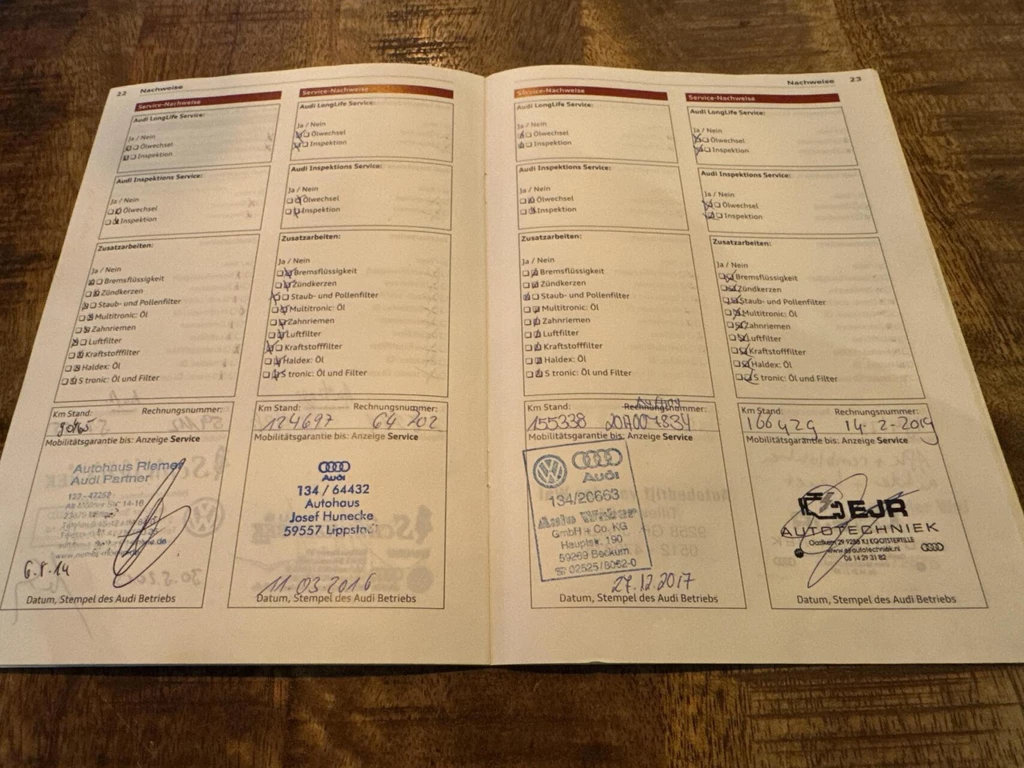 22 Nachweise
Service-Nachweise
Audi LongLife Service:
Ja / Nein
Ölwechsel
Inspektion
Audi Inspektions Service:
Ja / Nein
Ölwechsel
Inspektion
Zusatzarbeiten:
Ja / Nein
Bremsflüssigkeit
Zündkerzen
Staub- und Pollenfilter
Multitronic: Öl
Zahnriemen
Luftfilter
Kraftstofffilter
Haldex: Öl
S tronic: Öl und Filter
Km Stand: Rechnungsnummer:
Mobilitätsgarantie bis: Anzeige Service
Autohaus Riemer
Audi Partner
Datum, Stempel des Audi Betriebs
Service-Nachweise
Audi LongLife Service:
Ja / Nein
Ölwechsel
Inspektion
Audi Inspektions Service:
Ja / Nein
Ölwechsel
Inspektion
Zusatzarbeiten:
Ja / Nein
Bremsflüssigkeit
Zündkerzen
Staub- und Pollenfilter
Multitronic: Öl
Zahnriemen
Luftfilter
Kraftstofffilter
Haldex: Öl
S tronic: Öl und Filter
Km Stand: Rechnungsnummer:
124697 64 202
Mobilitätsgarantie bis: Anzeige Service
Audi
134 / 64432
Autohaus
Josef Hunecke
59557 Lippstadt
11.03.2016
Datum, Stempel des Audi Betriebs
Service-Nachweise
Audi LongLife Service:
Ja / Nein
Ölwechsel
Inspektion
Audi Inspektions Service:
Ja / Nein
Ölwechsel
Inspektion
Zusatzarbeiten:
Ja / Nein
Bremsflüssigkeit
Zündkerzen
Staub- und Pollenfilter
Multitronic: Öl
Zahnriemen
Luftfilter
Kraftstofffilter
Haldex: Öl
S tronic: Öl und Filter
Km Stand: Rechnungsnummer:
155338
Mobilitätsgarantie bis: Anzeige Service
Audi
134/20663
Auto Weber
GmbH + Co. KG
Hauptstr. 190
59269 Beckum
02525/8062-0
27.12.2017
Datum, Stempel des Audi Betriebs
Nachweise 23
Service-Nachweise
Audi LongLife Service:
Ja / Nein
Ölwechsel
Inspektion
Audi Inspektions Service:
Ja / Nein
Ölwechsel
Inspektion
Zusatzarbeiten:
Ja / Nein
Bremsflüssigkeit
Zündkerzen
Staub- und Pollenfilter
Multitronic: Öl
Zahnriemen
Luftfilter
Kraftstofffilter
Haldex: Öl
S tronic: Öl und Filter
Km Stand: Rechnungsnummer:
166429 14-2-2019
Mobilitätsgarantie bis: Anzeige Service
EJR
AUTOTECHNIEK
06 14 29 31 82
Datum, Stempel des Audi Betriebs